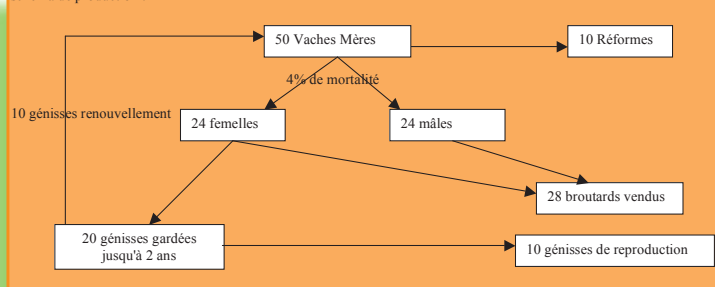 50 Vaches Mères
10 Réformes
4% de mortalité
10 génisses renouvellement
24 femelles
24 mâles
28 broutards vendus
20 génisses gardées
jusqu'à 2 ans
10 génisses de reproduction